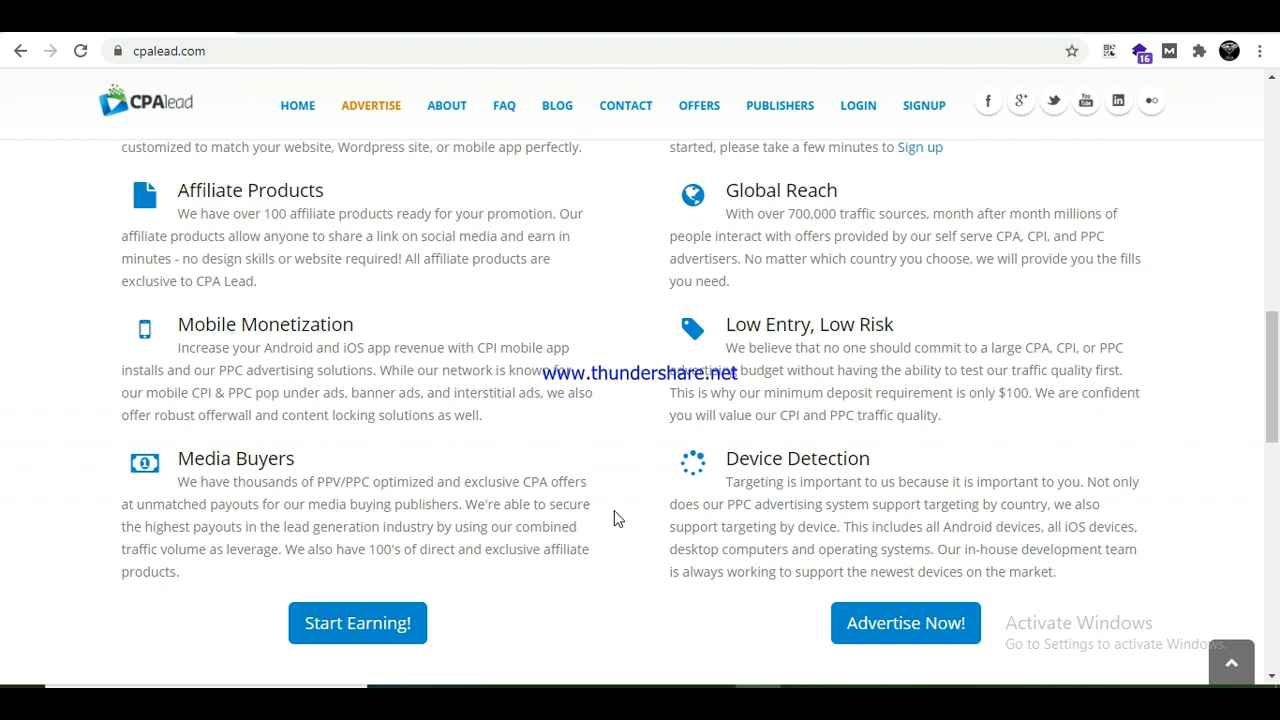 cpalead.com
16
M
CPAlead
HOME
ADVERTISE
ABOUT
FAQ
BLOG
CONTACT
OFFERS
PUBLISHERS
LOGIN
SIGNUP
customized to match your website, Wordpress site, or mobile app perfectly.
Affiliate Products
We have over 100 affiliate products ready for your promotion. Our
affiliate products allow anyone to share a link on social media and earn in
minutes - no design skills or website required! All affiliate products are
exclusive to CPA Lead.
Mobile Monetization
Increase your Android and iOS app revenue with CPI mobile app
installs and our PPC advertising solutions. While our network is known for
our mobile CPI & PPC pop under ads, banner ads, and interstitial ads, we also
offer robust offerwall and content locking solutions as well.
Media Buyers
We have thousands of PPV/PPC optimized and exclusive CPA offers
at unmatched payouts for our media buying publishers. We're able to secure
the highest payouts in the lead generation industry by using our combined
traffic volume as leverage. We also have 100's of direct and exclusive affiliate
products.
Start Earning!
started, please take a few minutes to Sign up
Global Reach
With over 700,000 traffic sources, month after month millions of
people interact with offers provided by our self serve CPA, CPI, and PPC
advertisers. No matter which country you choose, we will provide you the fills
you need.
Low Entry, Low Risk
We believe that no one should commit to a large CPA, CPI, or PPC
advertising budget without having the ability to test our traffic quality first.
This is why our minimum deposit requirement is only $100. We are confident
you will value our CPI and PPC traffic quality.
Device Detection
Targeting is important to us because it is important to you. Not only
does our PPC advertising system support targeting by country, we also
support targeting by device. This includes all Android devices, all iOS devices,
desktop computers and operating systems. Our in-house development team
is always working to support the newest devices on the market.
Advertise Now!
www.thundershare.net
Activate Windows
Go to Settings to activate Windows.